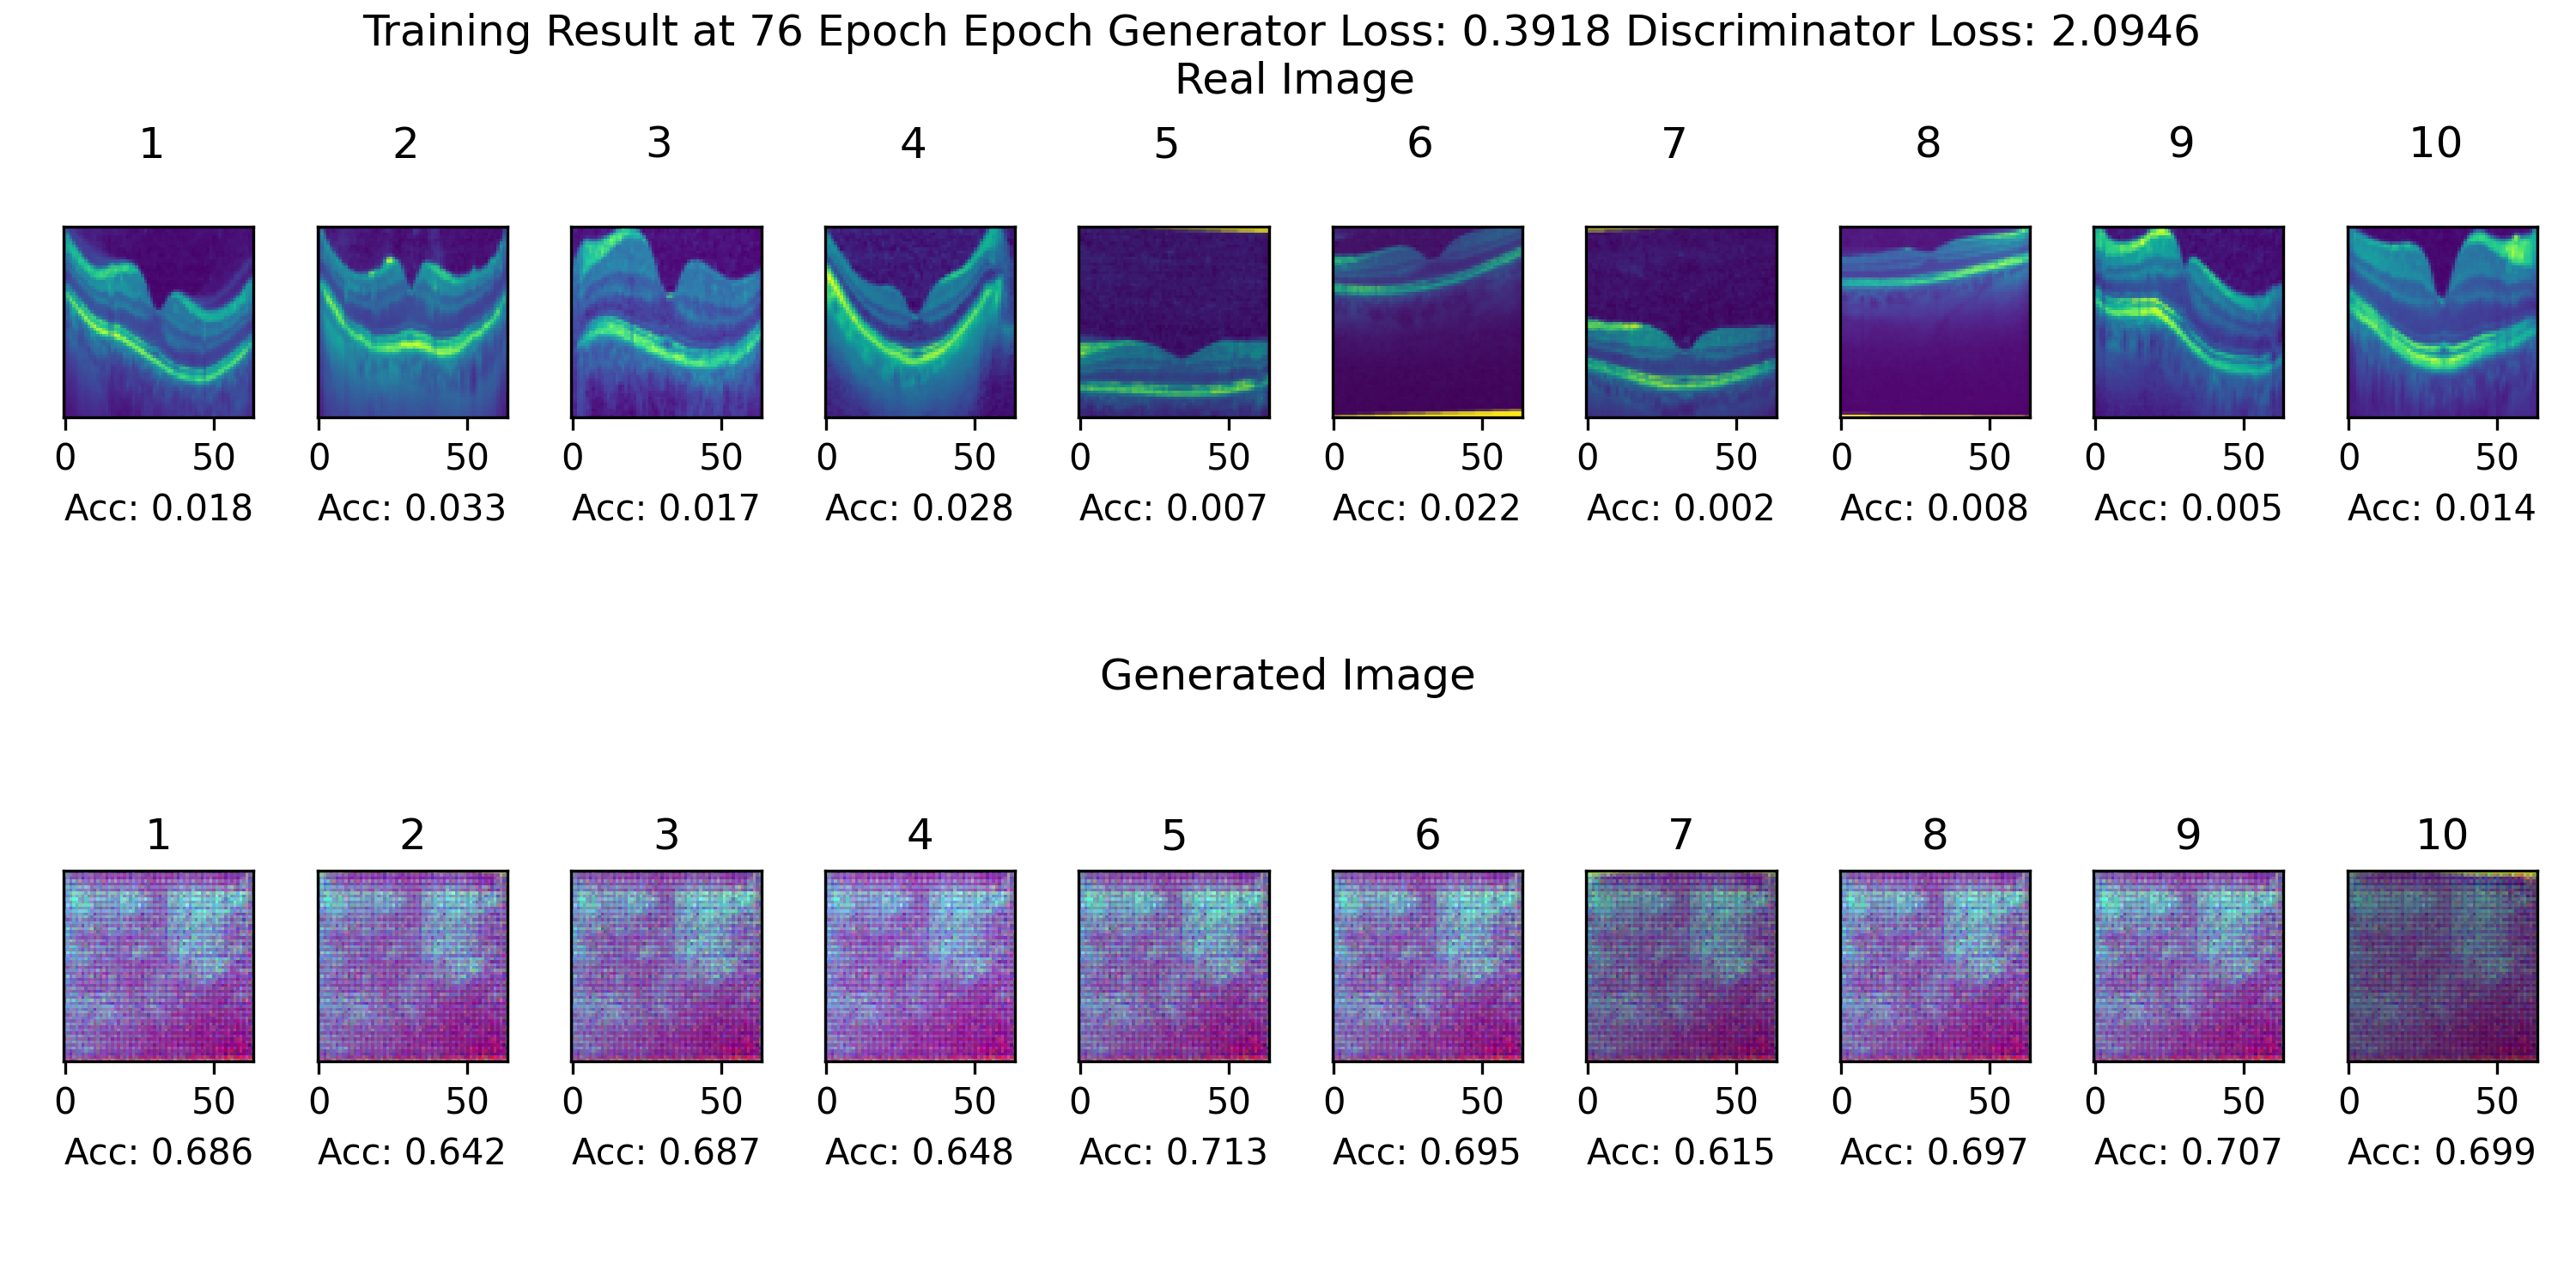 Training Result at 76 Epoch Epoch Generator Loss: 0.3918 Discriminator Loss: 2.0946
Real Image
1 2 3 4 5 6 7 8 9 10
0 50 0 50 0 50 0 50 0 50 0 50 0 50 0 50 0 50 0 50
Acc: 0.018 Acc: 0.033 Acc: 0.017 Acc: 0.028 Acc: 0.007 Acc: 0.022 Acc: 0.002 Acc: 0.008 Acc: 0.005 Acc: 0.014
Generated Image
1 2 3 4 5 6 7 8 9 10
0 50 0 50 0 50 0 50 0 50 0 50 0 50 0 50 0 50 0 50
Acc: 0.686 Acc: 0.642 Acc: 0.687 Acc: 0.648 Acc: 0.713 Acc: 0.695 Acc: 0.615 Acc: 0.697 Acc: 0.707 Acc: 0.699